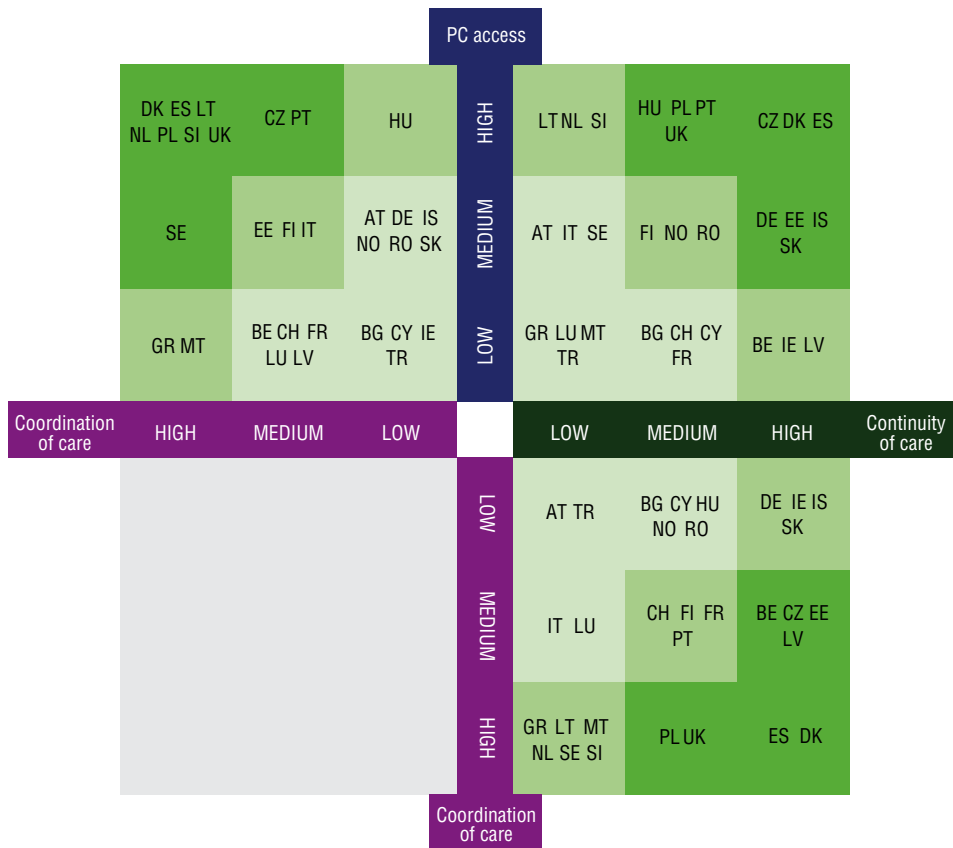 PC access
DK ES LT
NL PL SI UK
CZ PT
HU
HIGH
LT NL SI
HU PL PT
UK
CZ DK ES
SE
EE FI IT
AT DE IS
NO RO SK
MEDIUM
AT IT SE
FI NO RO
DE EE IS
SK
GR MT
BE CH FR
LU LV
BG CY IE
TR
LOW
GR LU MT
TR
BG CH CY
FR
BE IE LV
Coordination
of care
HIGH
MEDIUM
LOW
LOW
MEDIUM
HIGH
Continuity
of care
LOW
AT TR
BG CY HU
NO RO
DE IE IS
SK
MEDIUM
IT LU
CH FI FR
PT
BE CZ EE
LV
HIGH
GR LT MT
NL SE SI
PL UK
ES DK
Coordination
of care